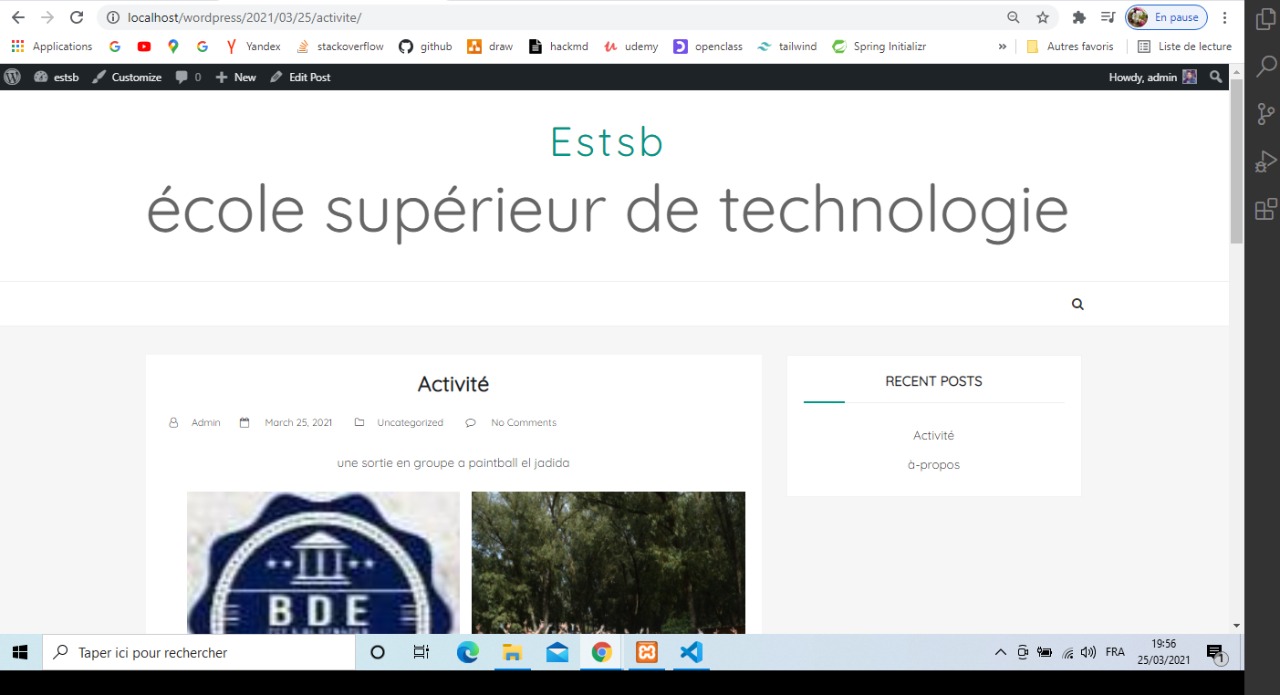 localhost/wordpress/2021/03/25/activite/
En pause
Applications Yandex stackoverflow github draw hackmd udemy openclass tailwind Spring Initializr » Autres favoris Liste de lecture
estsb Customize 0 New Edit Post Howdy, admin
Estsb
école supérieur de technologie
Activité
Admin March 25, 2021 Uncategorized No Comments
une sortie en groupe a paintball el jadida
BDE
RECENT POSTS
Activité
à-propos
Taper ici pour rechercher
FRA
19:56
25/03/2021
1